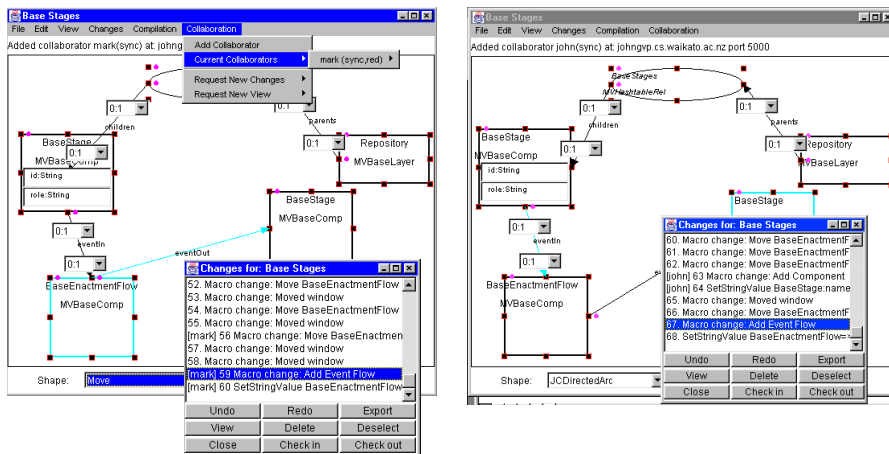 Base Stages
File Edit View Changes Compilation Collaboration
Added collaborator mark(sync) at: johngv
Add Collaborator
Current Collaborators
mark (sync,red)
Request New Changes
Request New View
0:1
children
0:1
parents
BaseStage
0:1
MVBaseComp
id:String
role:String
0:1
Repository
MVBaseLayer
BaseStage
MVBaseComp
0:1
eventIn
0:1
eventOut
BaseEnactmentFlow
MVBaseComp
Changes for: Base Stages
52. Macro change: Move BaseEnactmentFlow
53. Macro change: Moved window
54. Macro change: Move BaseEnactmentFlow
55. Macro change: Moved window
[mark] 56 Macro change: Move BaseEnactmen
57. Macro change: Moved window
58. Macro change: Moved window
[mark] 59 Macro change: Add Event Flow
[mark] 60 SetStringValue BaseEnactmentFlow
Undo Redo Export
View Delete Deselect
Close Check in Check out
Shape: Move
Base Stages
File Edit View Changes Compilation Collaboration
Added collaborator john(sync) at: johngvp.cs.waikato.ac.nz port 5000
BaseStages
MVHashtableRel
0:1
children
0:1
parents
BaseStage
0:1
MVBaseComp
id:String
role:String
0:1
Repository
MVBaseLayer
BaseStage
0:1
eventIn
0:1
BaseEnactmentFlow
MVBaseComp
Changes for: Base Stages
60. Macro change: Move BaseEnactmentF
61. Macro change: Move BaseEnactmentF
62. Macro change: Move BaseEnactmentF
[john] 63 Macro change: Add Component
[john] 64 SetStringValue BaseStage:name
65. Macro change: Moved window
66. Macro change: Move BaseEnactmentF
67. Macro change: Add Event Flow
68. SetStringValue BaseEnactmentFlow=>
Undo Redo Export
View Delete Deselect
Close Check in Check out
Shape: JCDirectedArc